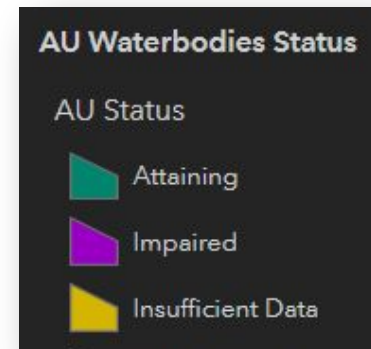 AU Waterbodies Status
AU Status
Attaining
Impaired
Insufficient Data